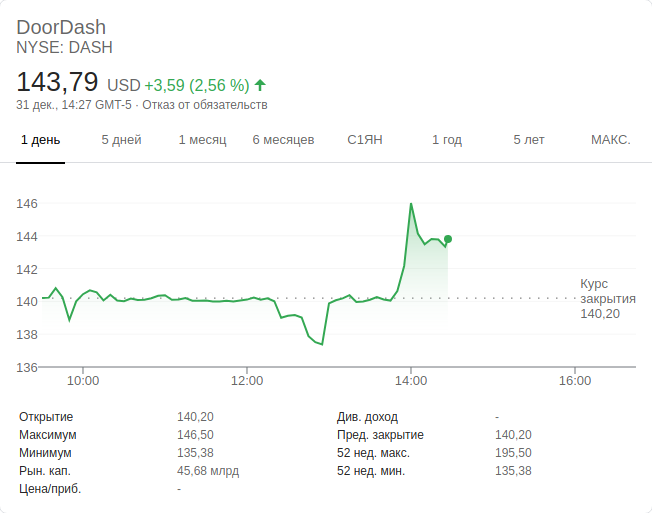 DoorDash
NYSE: DASH
143,79 USD +3,59 (2,56 %)
31 дек., 14:27 GMT-5 · Отказ от обязательств
1 день 5 дней 1 месяц 6 месяцев С1ЯН 1 год 5 лет МАКС.
146
144
142
140
138
136
Курс
закрытия
140,20
10:00 12:00 14:00 16:00
Открытие 140,20 Див. доход -
Максимум 146,50 Пред. закрытие 140,20
Минимум 135,38 52 нед. макс. 195,50
Рын. кап. 45,68 млрд 52 нед. мин. 135,38
Цена/приб. -